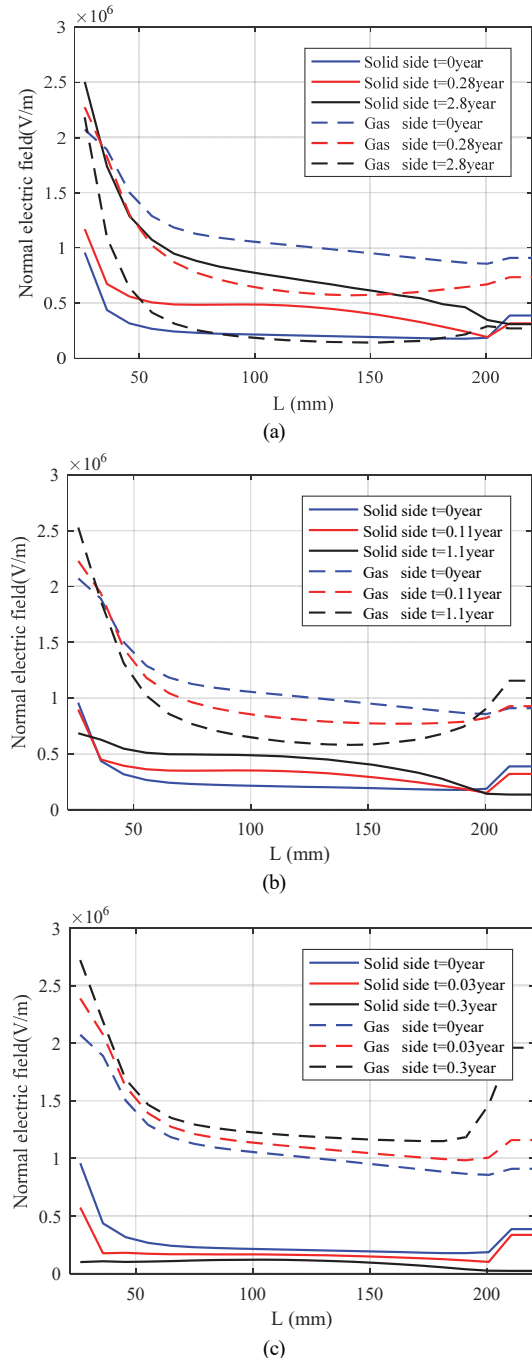 ×10⁶
3
2.5
2
1.5
1
0.5
0
Normal electric field(V/m)
Solid side t=0year
Solid side t=0.28year
Solid side t=2.8year
Gas side t=0year
Gas side t=0.28year
Gas side t=2.8year
50 100 150 200
L (mm)
(a)
×10⁶
3
2.5
2
1.5
1
0.5
0
Normal electric field(V/m)
Solid side t=0year
Solid side t=0.11year
Solid side t=1.1year
Gas side t=0year
Gas side t=0.11year
Gas side t=1.1year
50 100 150 200
L (mm)
(b)
×10⁶
3
2.5
2
1.5
1
0.5
0
Normal electric field(V/m)
Solid side t=0year
Solid side t=0.03year
Solid side t=0.3year
Gas side t=0year
Gas side t=0.03year
Gas side t=0.3year
50 100 150 200
L (mm)
(c)